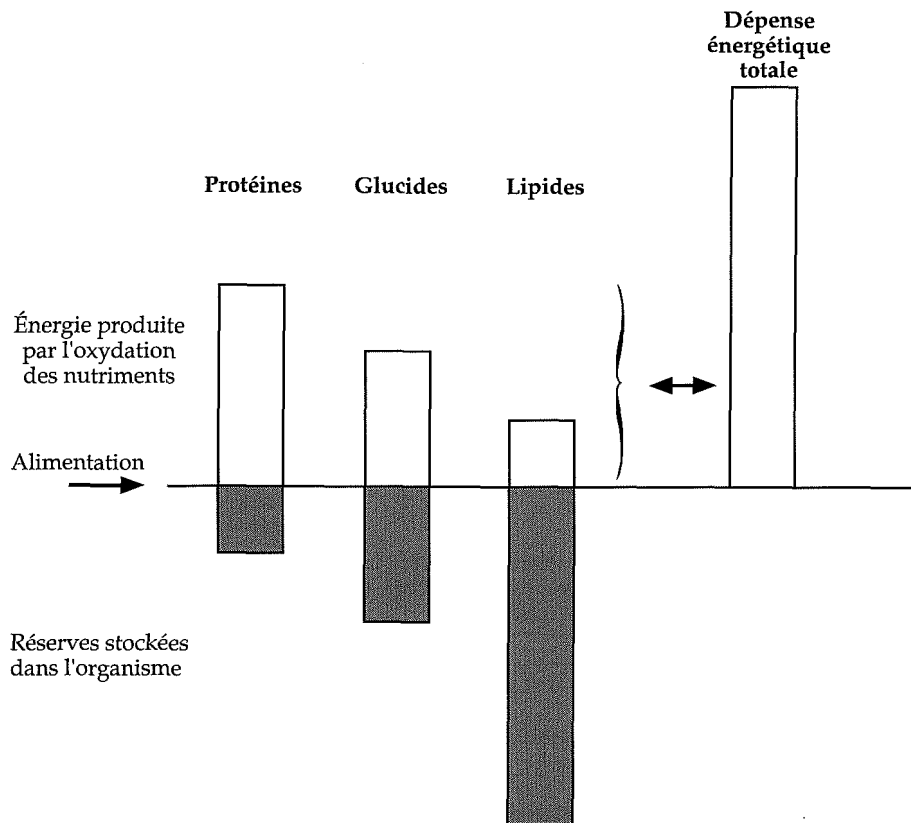 Dépense
énergétique
totale
Protéines Glucides Lipides
Énergie produite
par l'oxydation
des nutriments
Alimentation
Réserves stockées
dans l'organisme